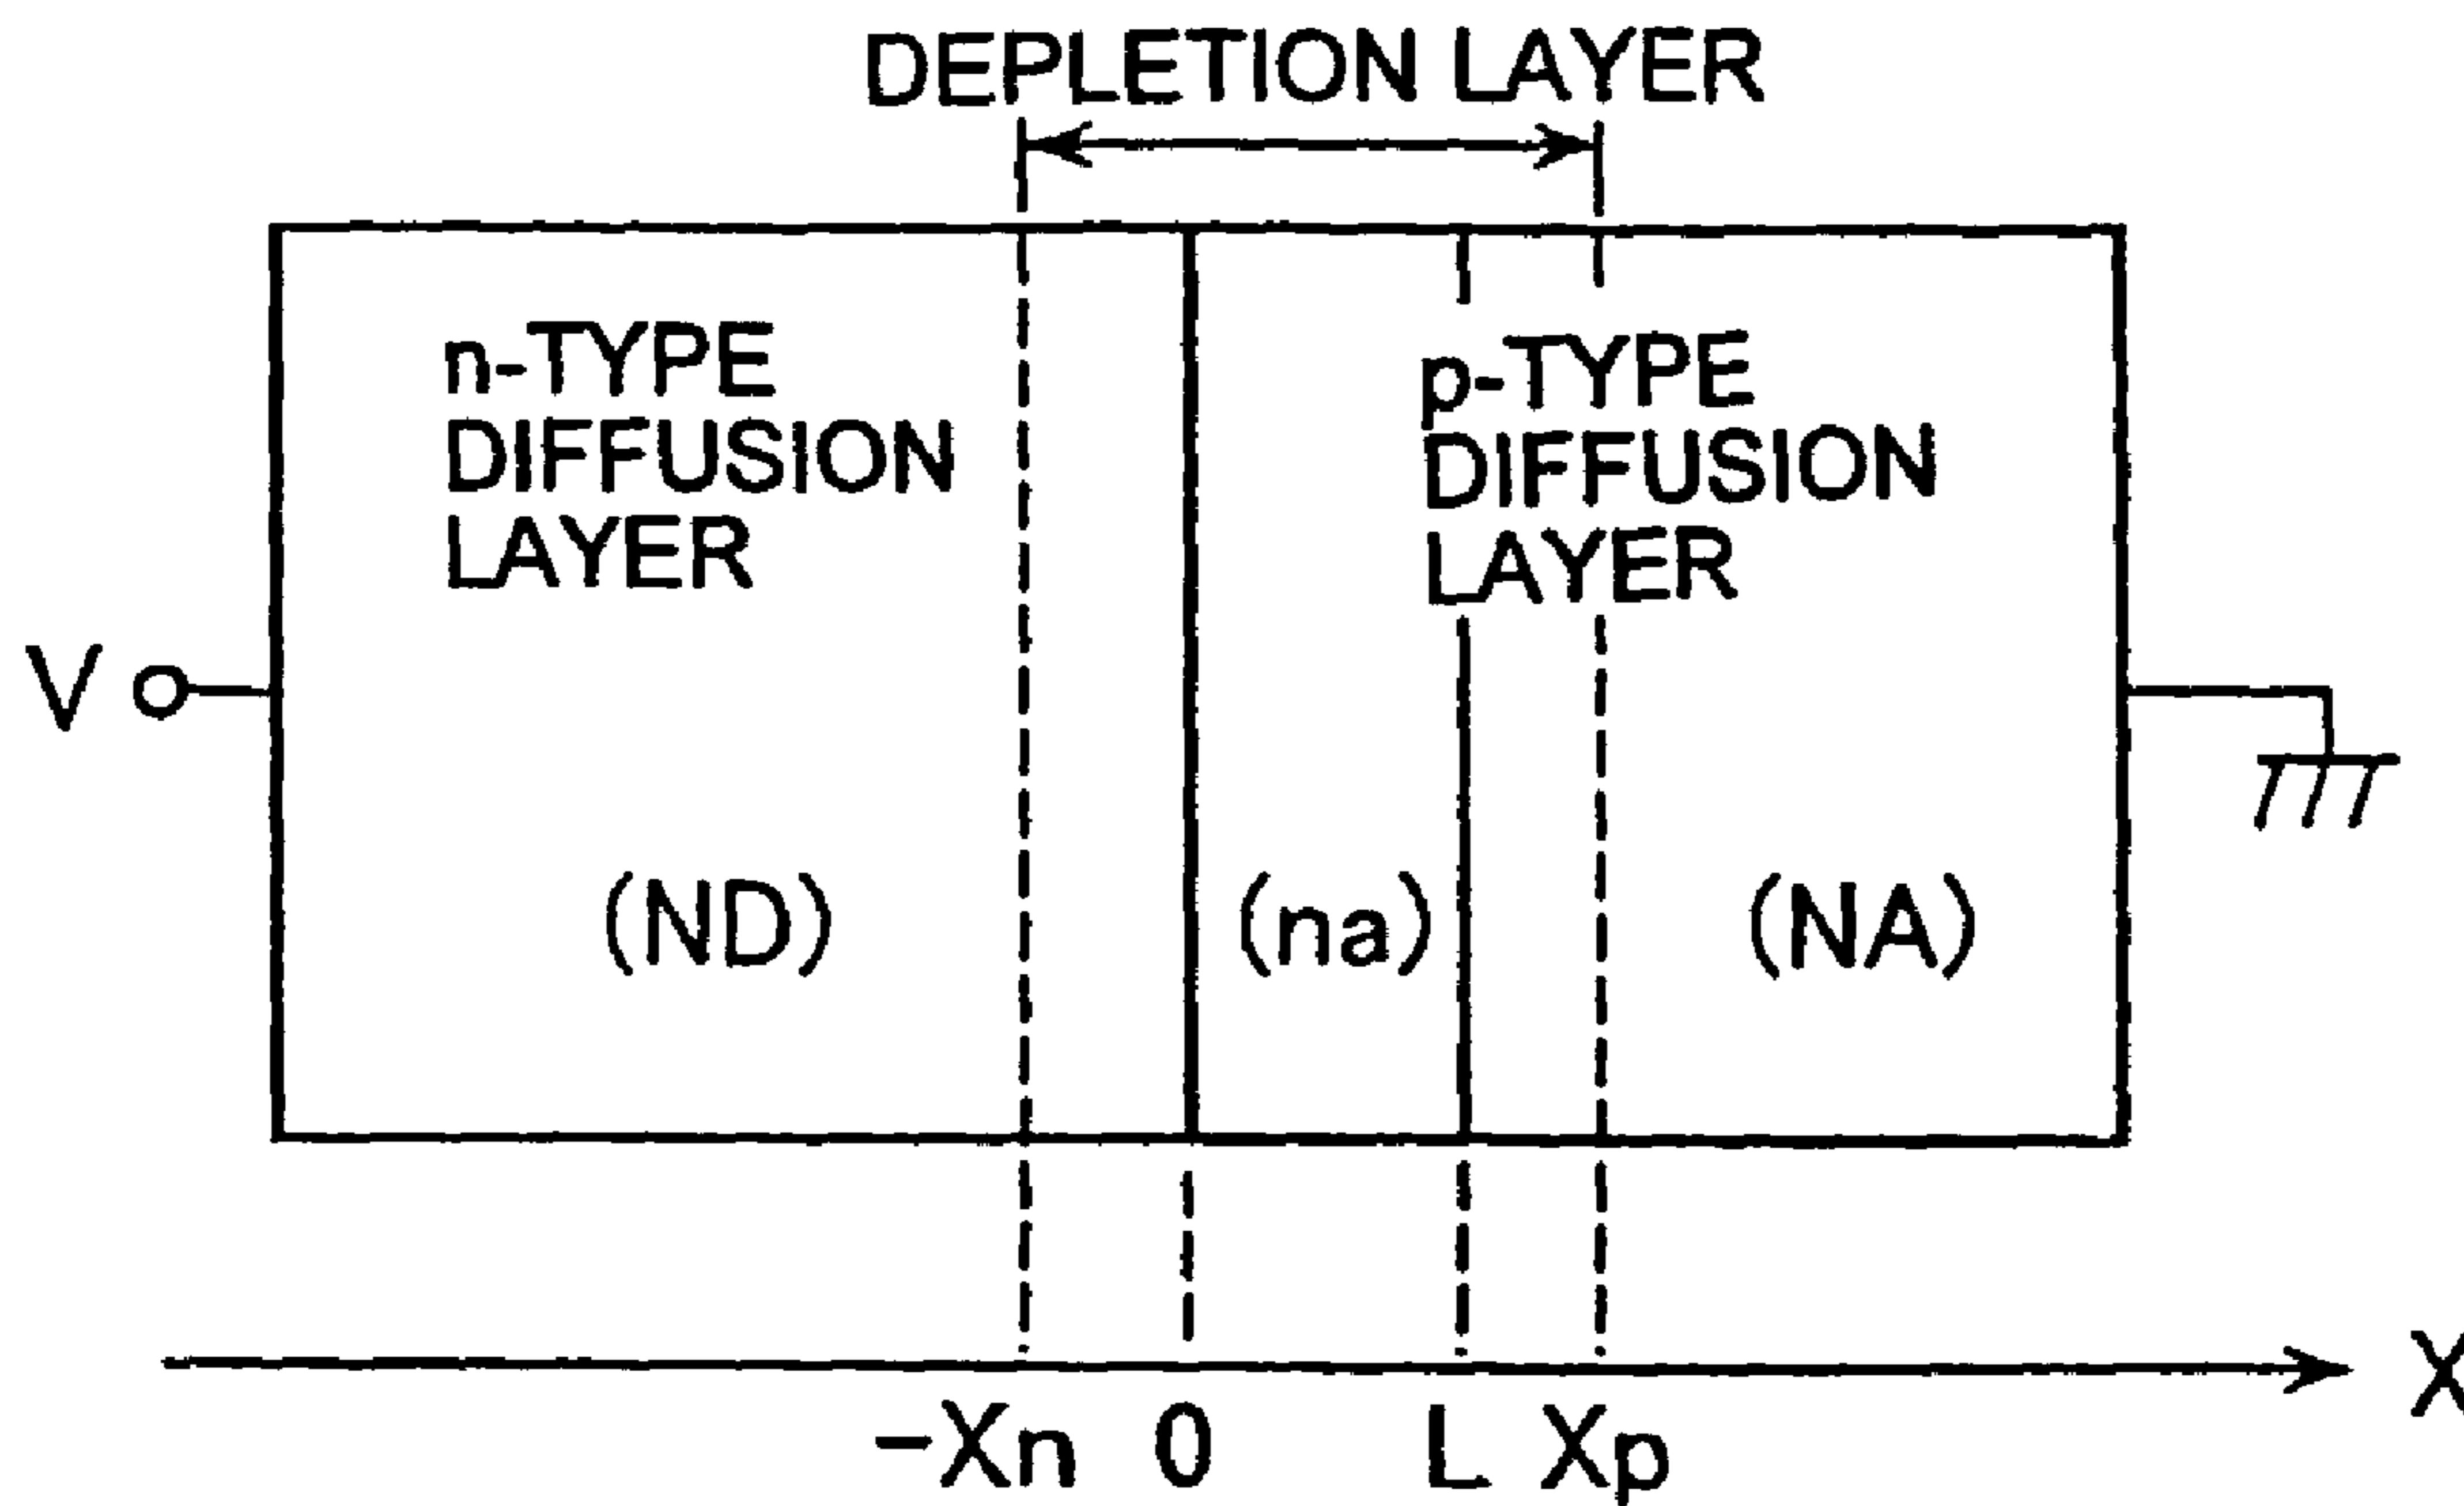 DEPLETION LAYER
n-TYPE
DIFFUSION
LAYER
p-TYPE
DIFFUSION
LAYER
V
(ND)
(na)
(NA)
X
-Xn 0 L Xp